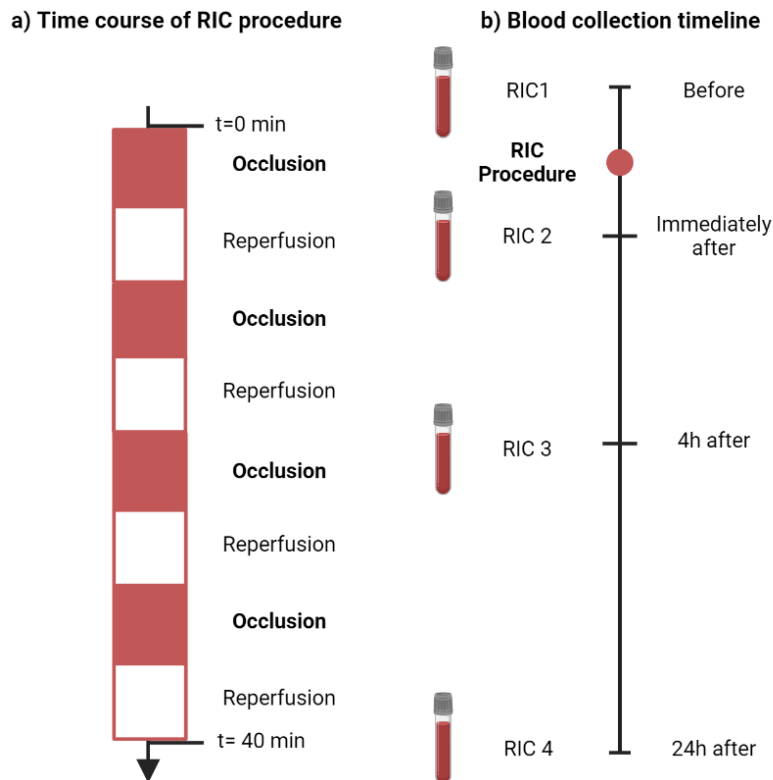 a) Time course of RIC procedure
t=0 min
Occlusion
Reperfusion
Occlusion
Reperfusion
Occlusion
Reperfusion
Occlusion
Reperfusion
t= 40 min
b) Blood collection timeline
RIC1
Before
RIC
Procedure
RIC 2
Immediately
after
RIC 3
4h after
RIC 4
24h after